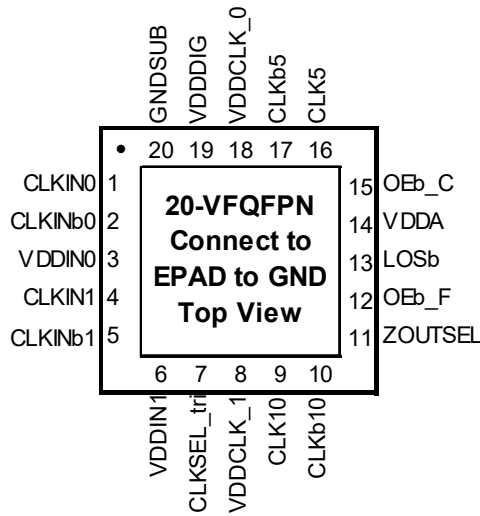 GNDSUB
VDDDIG
VDDCLK_0
CLKb5
CLK5
20 19 18 17 16
CLKIN0 1
CLKINb0 2
VDDIN0 3
CLKIN1 4
CLKINb1 5
20-VFQFPN
Connect to
EPAD to GND
Top View
15 OEb_C
14 VDDA
13 LOSb
12 OEb_F
11 ZOUTSEL
6 7 8 9 10
VDDIN1
CLKSEL_tri
VDDCLK_1
CLK10
CLKb10